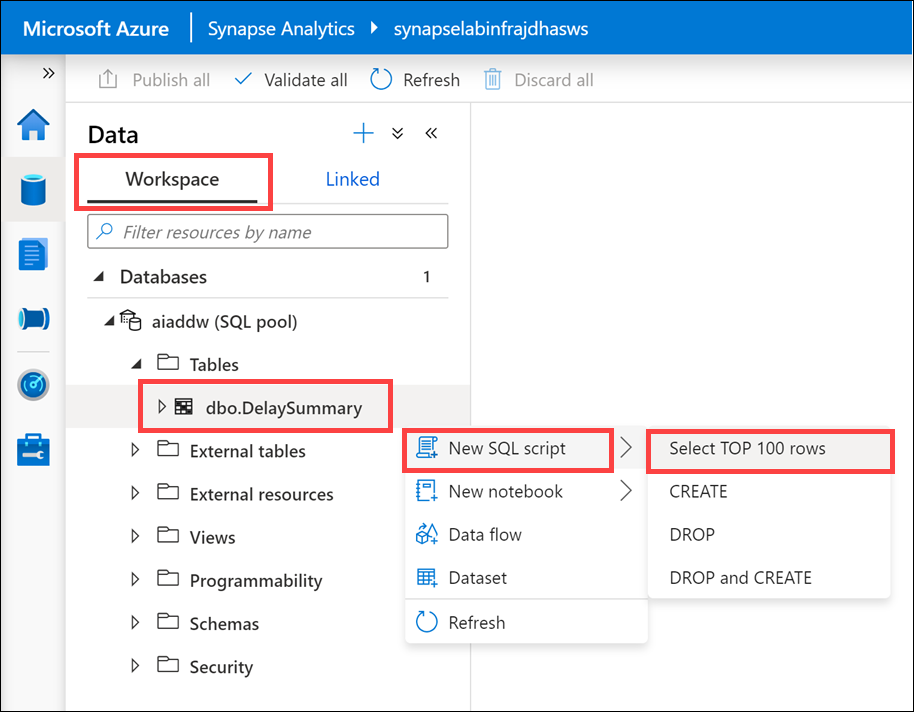 Microsoft Azure Synapse Analytics synapselabinfrajdhasws
Publish all Validate all Refresh Discard all
Data
Workspace Linked
Filter resources by name
Databases 1
aiaddw (SQL pool)
Tables
dbo.DelaySummary
External tables
External resources
Views
Programmability
Schemas
Security
New SQL script
New notebook
Data flow
Dataset
Refresh
Select TOP 100 rows
CREATE
DROP
DROP and CREATE